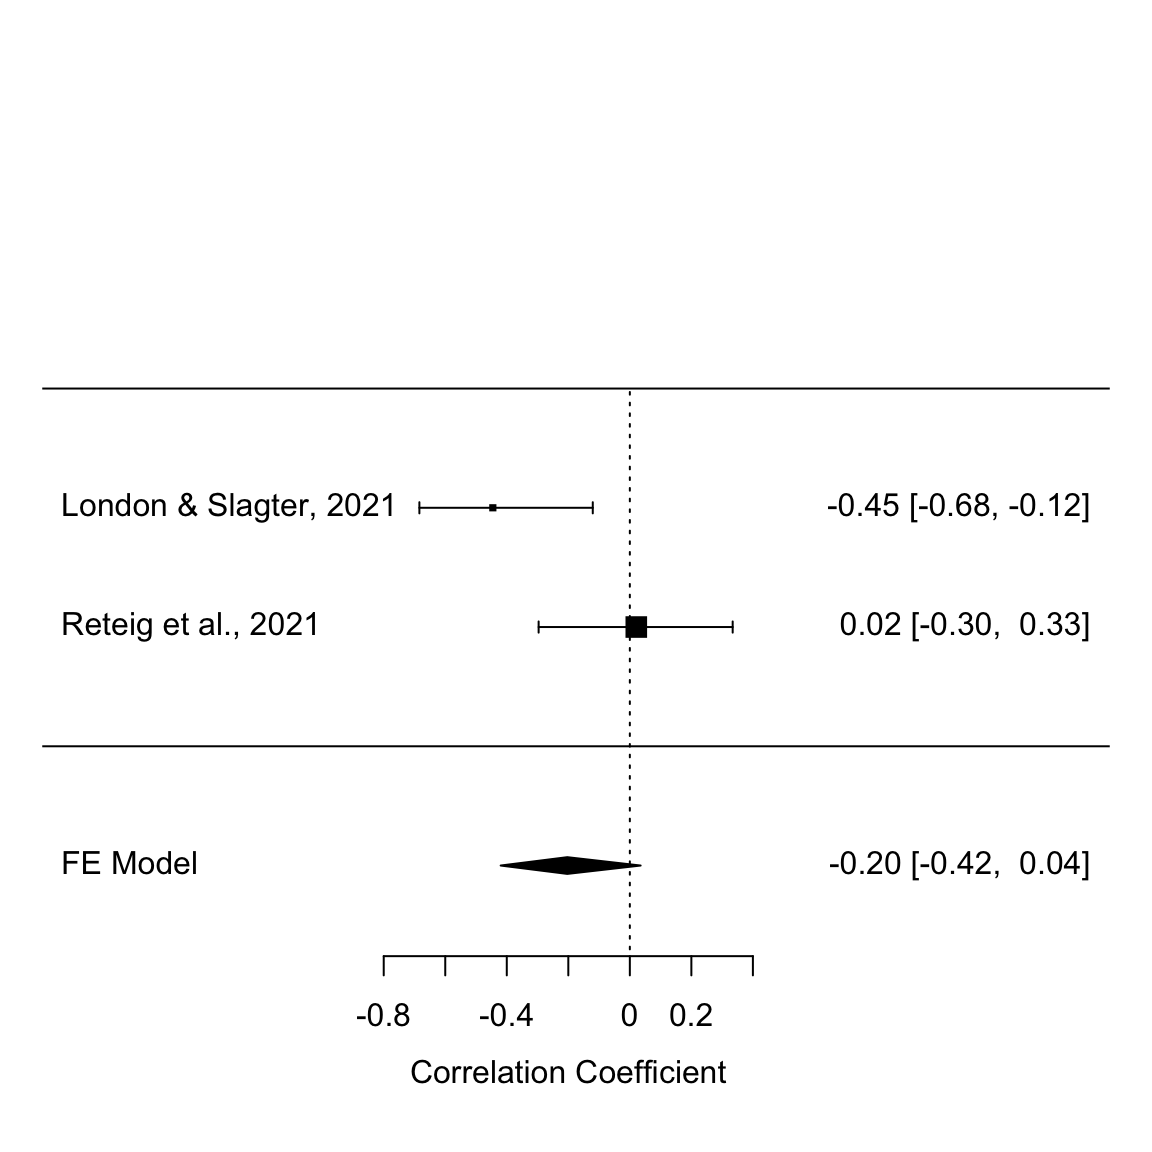 London & Slagter, 2021 -0.45 [-0.68, -0.12]
Reteig et al., 2021 0.02 [-0.30, 0.33]
FE Model -0.20 [-0.42, 0.04]
-0.8 -0.4 0 0.2
Correlation Coefficient